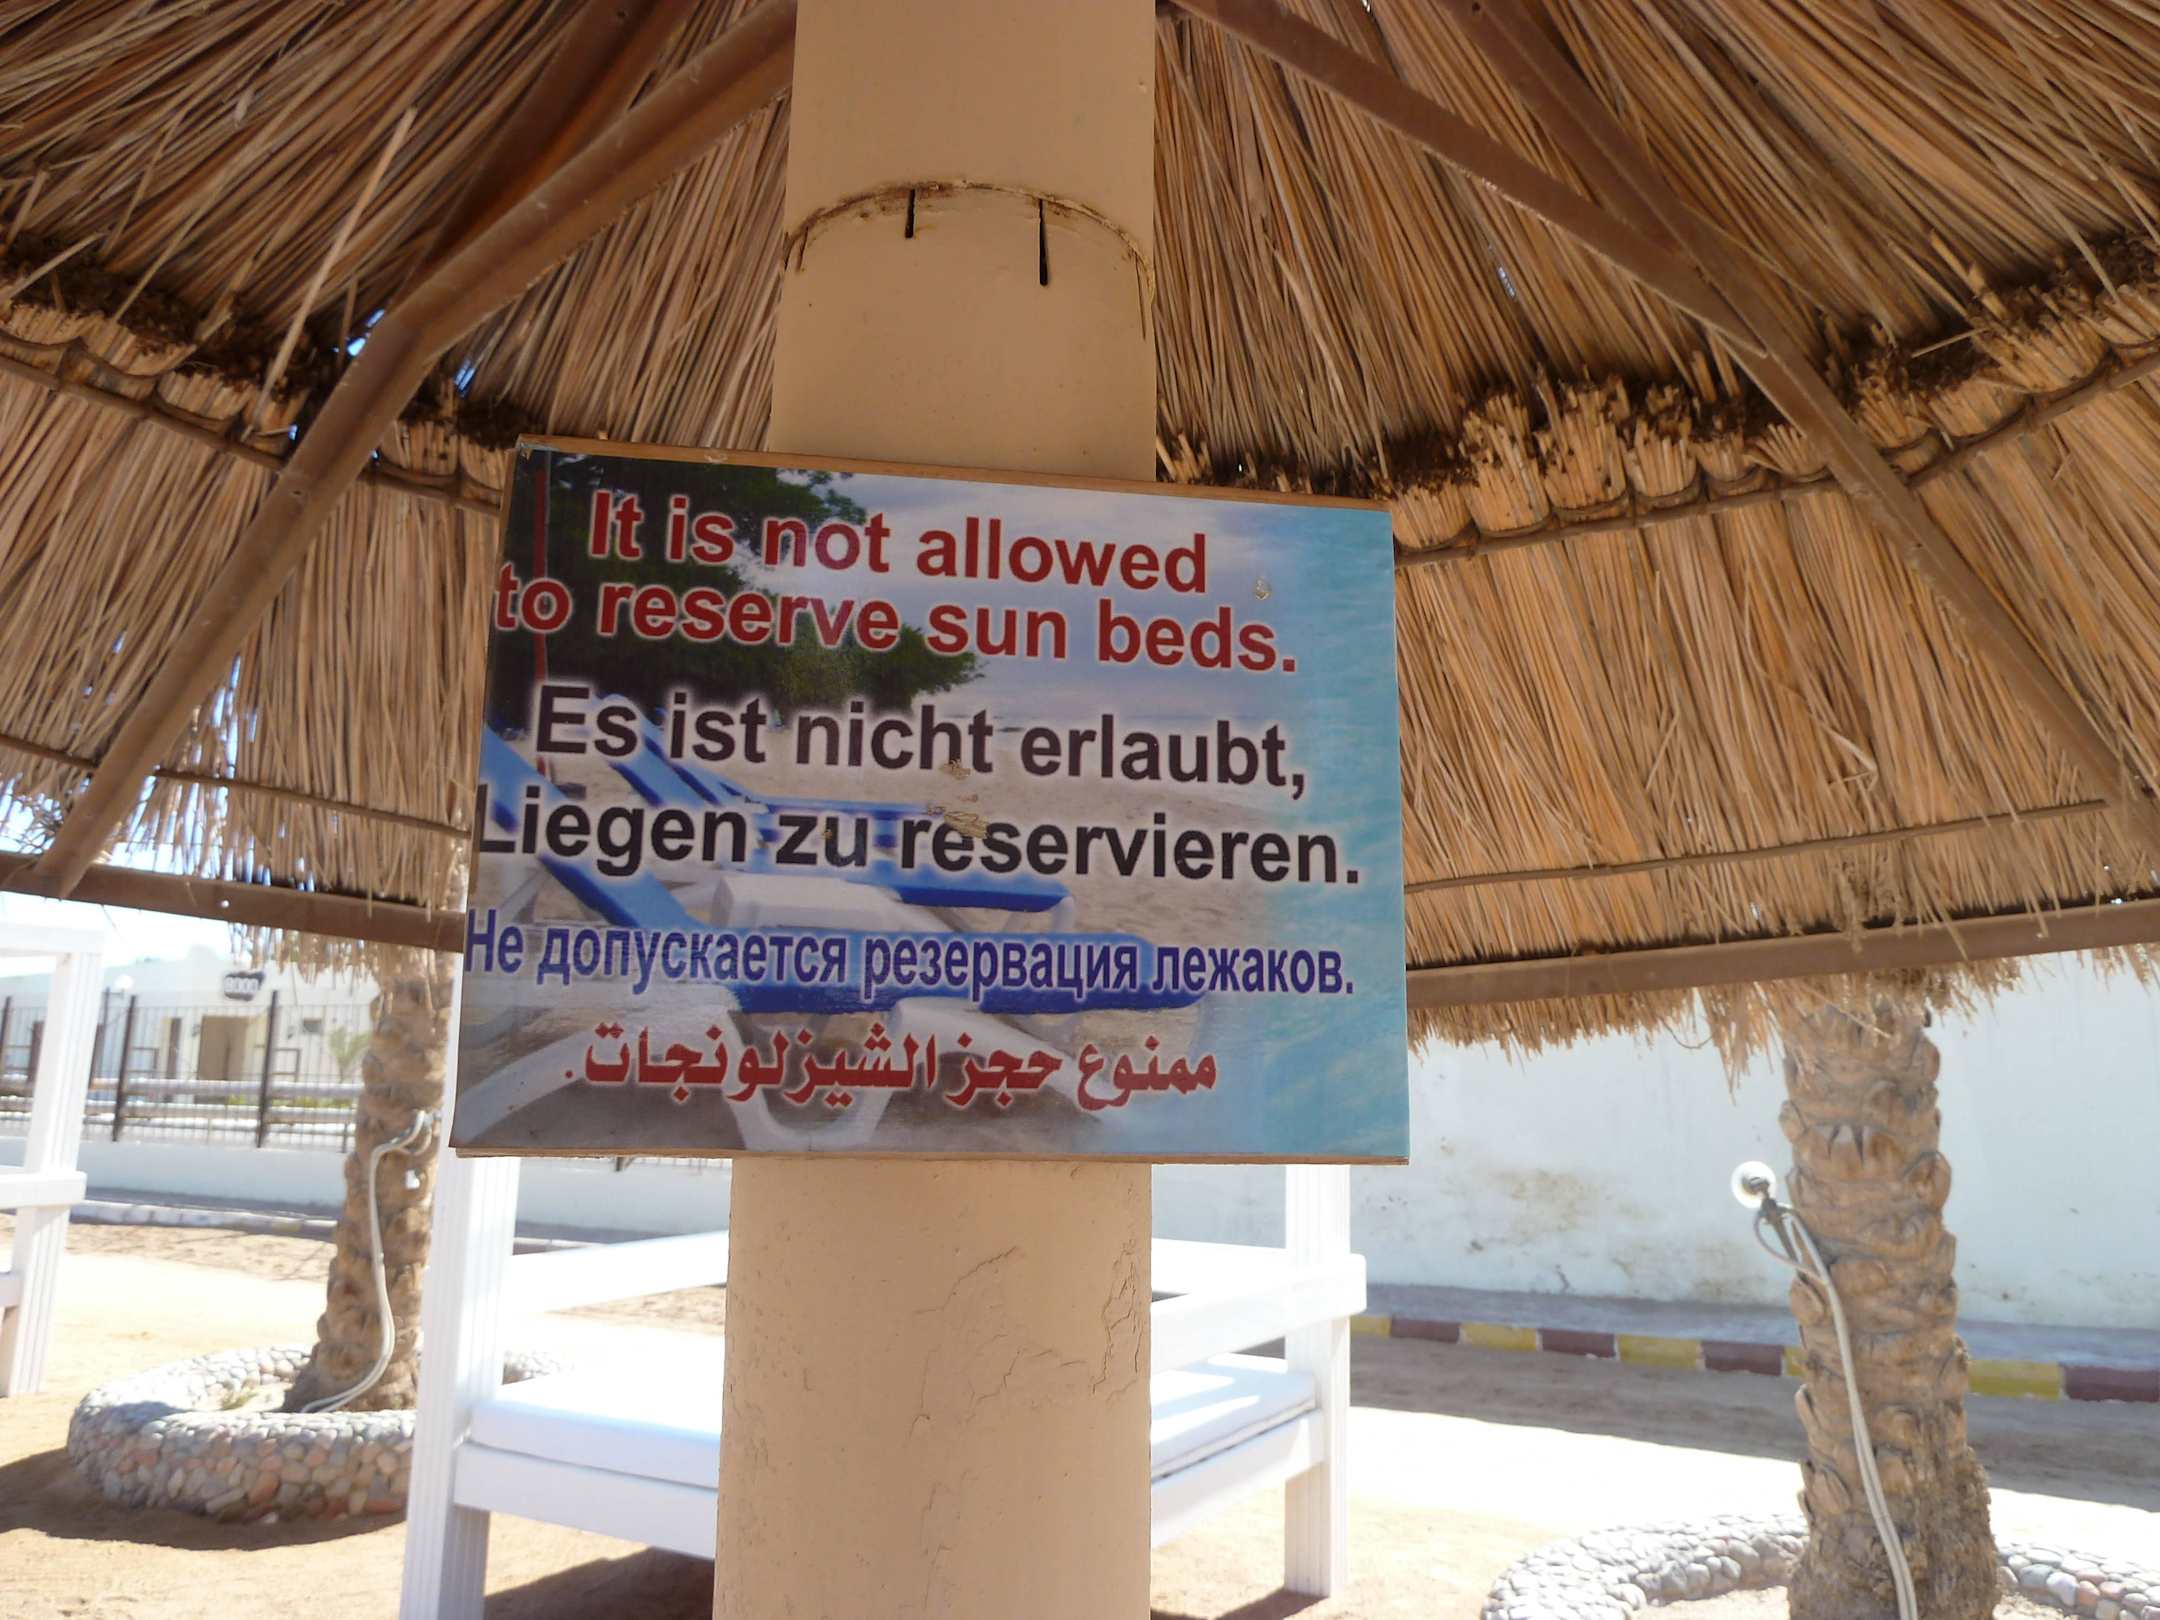 It is not allowed
to reserve sun beds.
Es ist nicht erlaubt,
Liegen zu reservieren.
Не допускается резервация лежаков.
ممنوع حجز الشيزلونجات.
8000